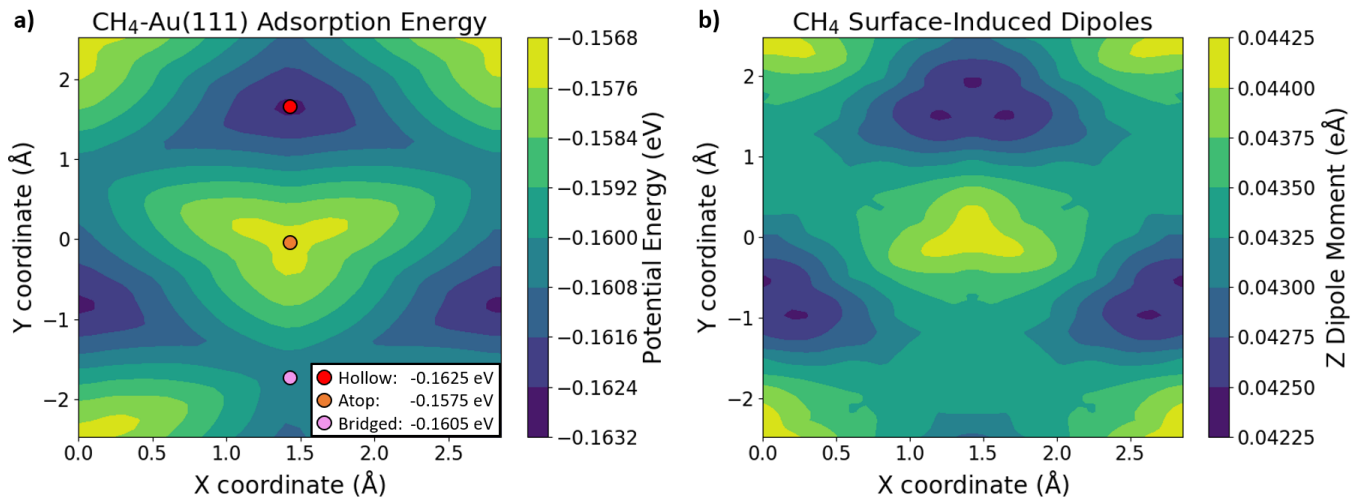 a)
CH₄-Au(111) Adsorption Energy
2
1
0
−1
−2
Y coordinate (Å)
0.0 0.5 1.0 1.5 2.0 2.5
X coordinate (Å)
Hollow: -0.1625 eV
Atop: -0.1575 eV
Bridged: -0.1605 eV
−0.1568
−0.1576
−0.1584
−0.1592
−0.1600
−0.1608
−0.1616
−0.1624
−0.1632
Potential Energy (eV)
b)
CH₄ Surface-Induced Dipoles
2
1
0
−1
−2
Y coordinate (Å)
0.0 0.5 1.0 1.5 2.0 2.5
X coordinate (Å)
0.04425
0.04400
0.04375
0.04350
0.04325
0.04300
0.04275
0.04250
0.04225
Z Dipole Moment (eÅ)